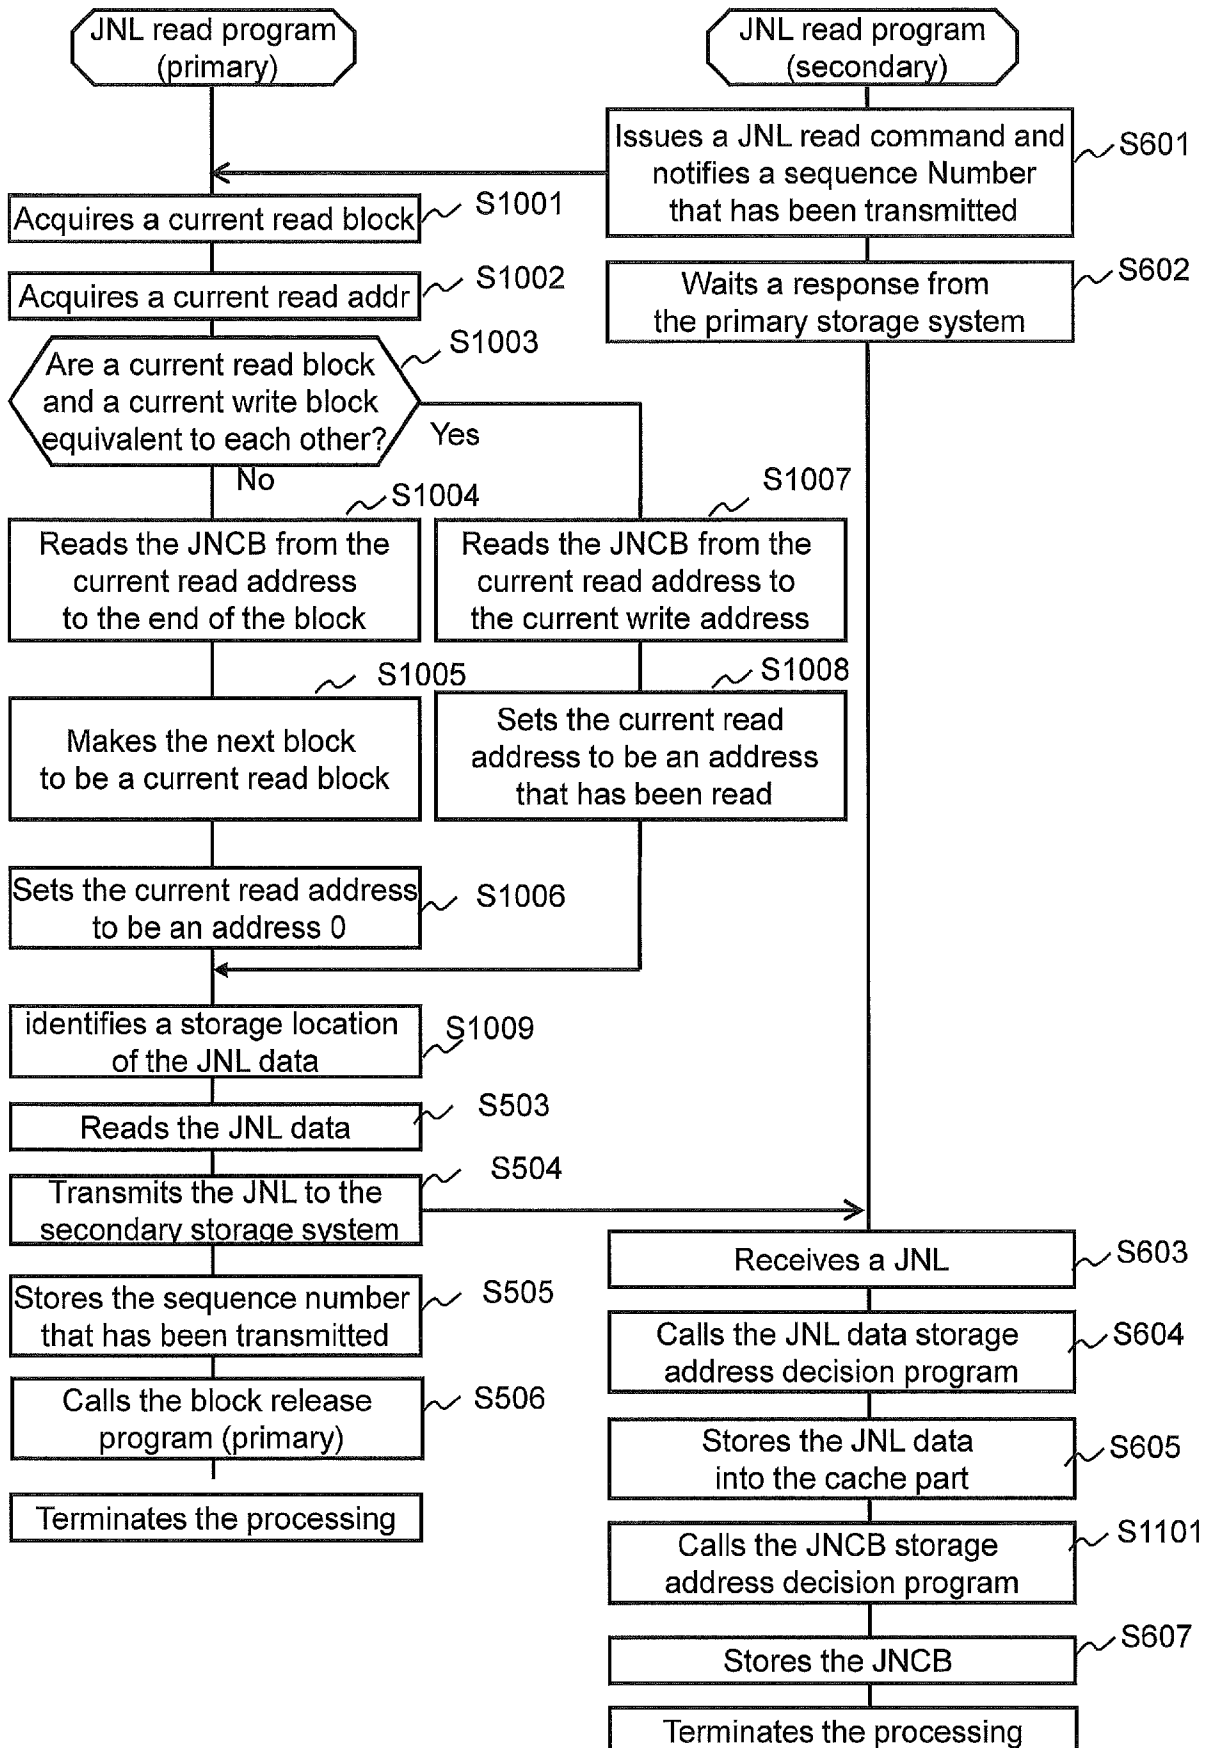 JNL read program
(primary)
Acquires a current read block
S1001
Acquires a current read addr
S1002
Are a current read block
and a current write block
equivalent to each other?
S1003
Yes
No
Reads the JNCB from the
current read address
to the end of the block
S1004
Makes the next block
to be a current read block
S1005
Sets the current read address
to be an address 0
S1006
Reads the JNCB from the
current read address to
the current write address
S1007
Sets the current read
address to be an address
that has been read
S1008
identifies a storage location
of the JNL data
S1009
Reads the JNL data
S503
Transmits the JNL to the
secondary storage system
S504
Stores the sequence number
that has been transmitted
S505
Calls the block release
program (primary)
S506
Terminates the processing
JNL read program
(secondary)
Issues a JNL read command and
notifies a sequence Number
that has been transmitted
S601
Waits a response from
the primary storage system
S602
Receives a JNL
S603
Calls the JNL data storage
address decision program
S604
Stores the JNL data
into the cache part
S605
Calls the JNCB storage
address decision program
S1101
Stores the JNCB
S607
Terminates the processing